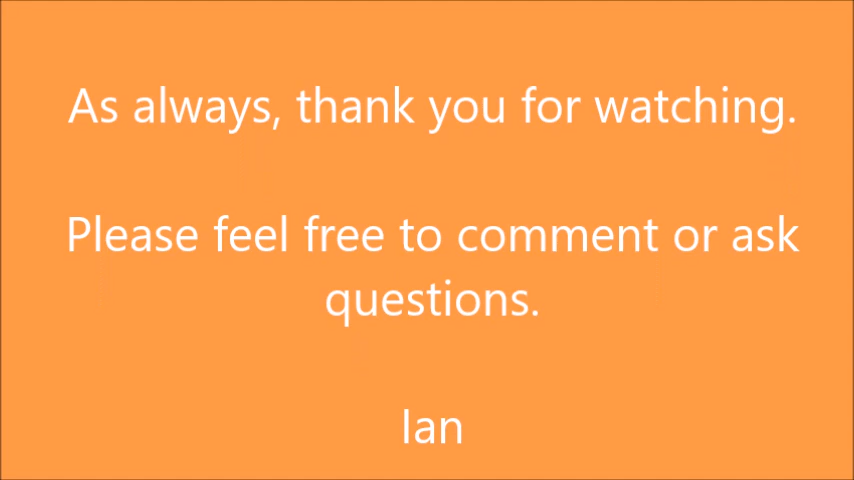 As always, thank you for watching.
Please feel free to comment or ask
questions.
Ian